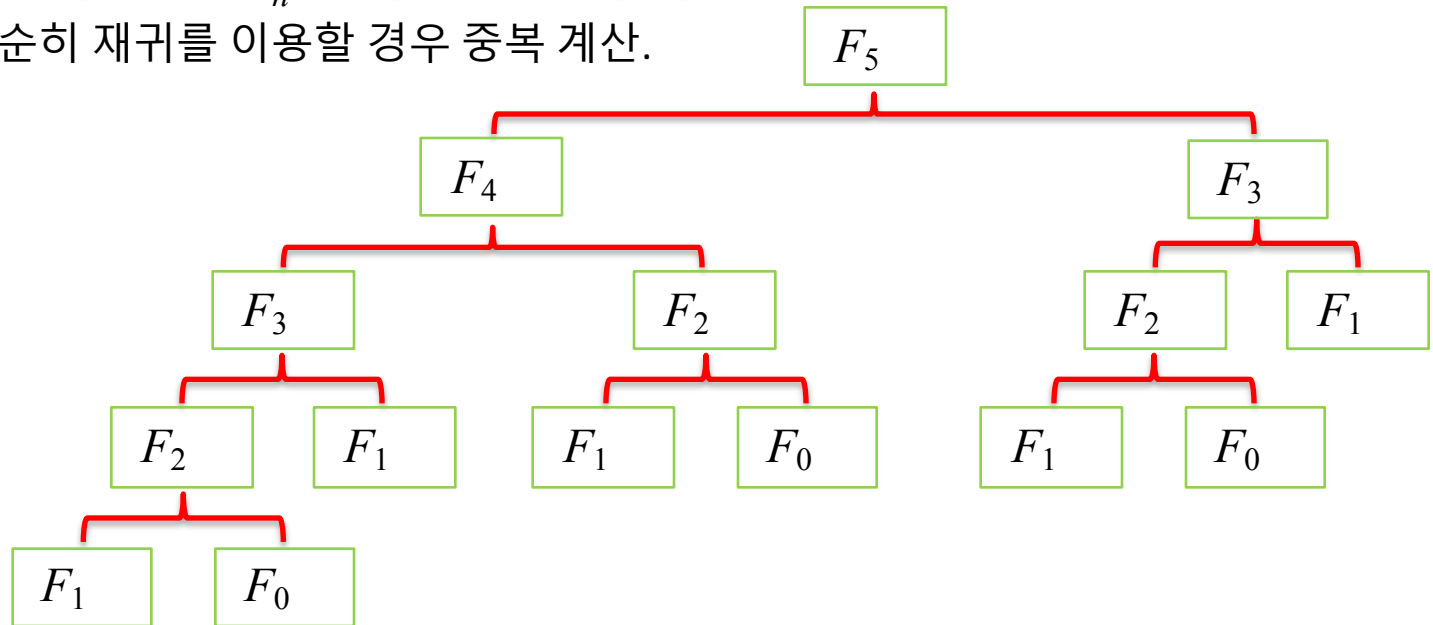 n
순히 재귀를 이용할 경우 중복 계산.
F₅
F₄ F₃
F₃ F₂ F₂ F₁
F₂ F₁ F₁ F₀ F₁ F₀
F₁ F₀